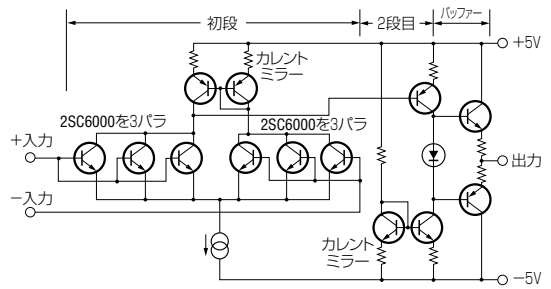 初段
2段目
バッファー
+5V
カレント
ミラー
2SC6000を3パラ
2SC6000を3パラ
+入力
出力
−入力
カレント
ミラー
−5V